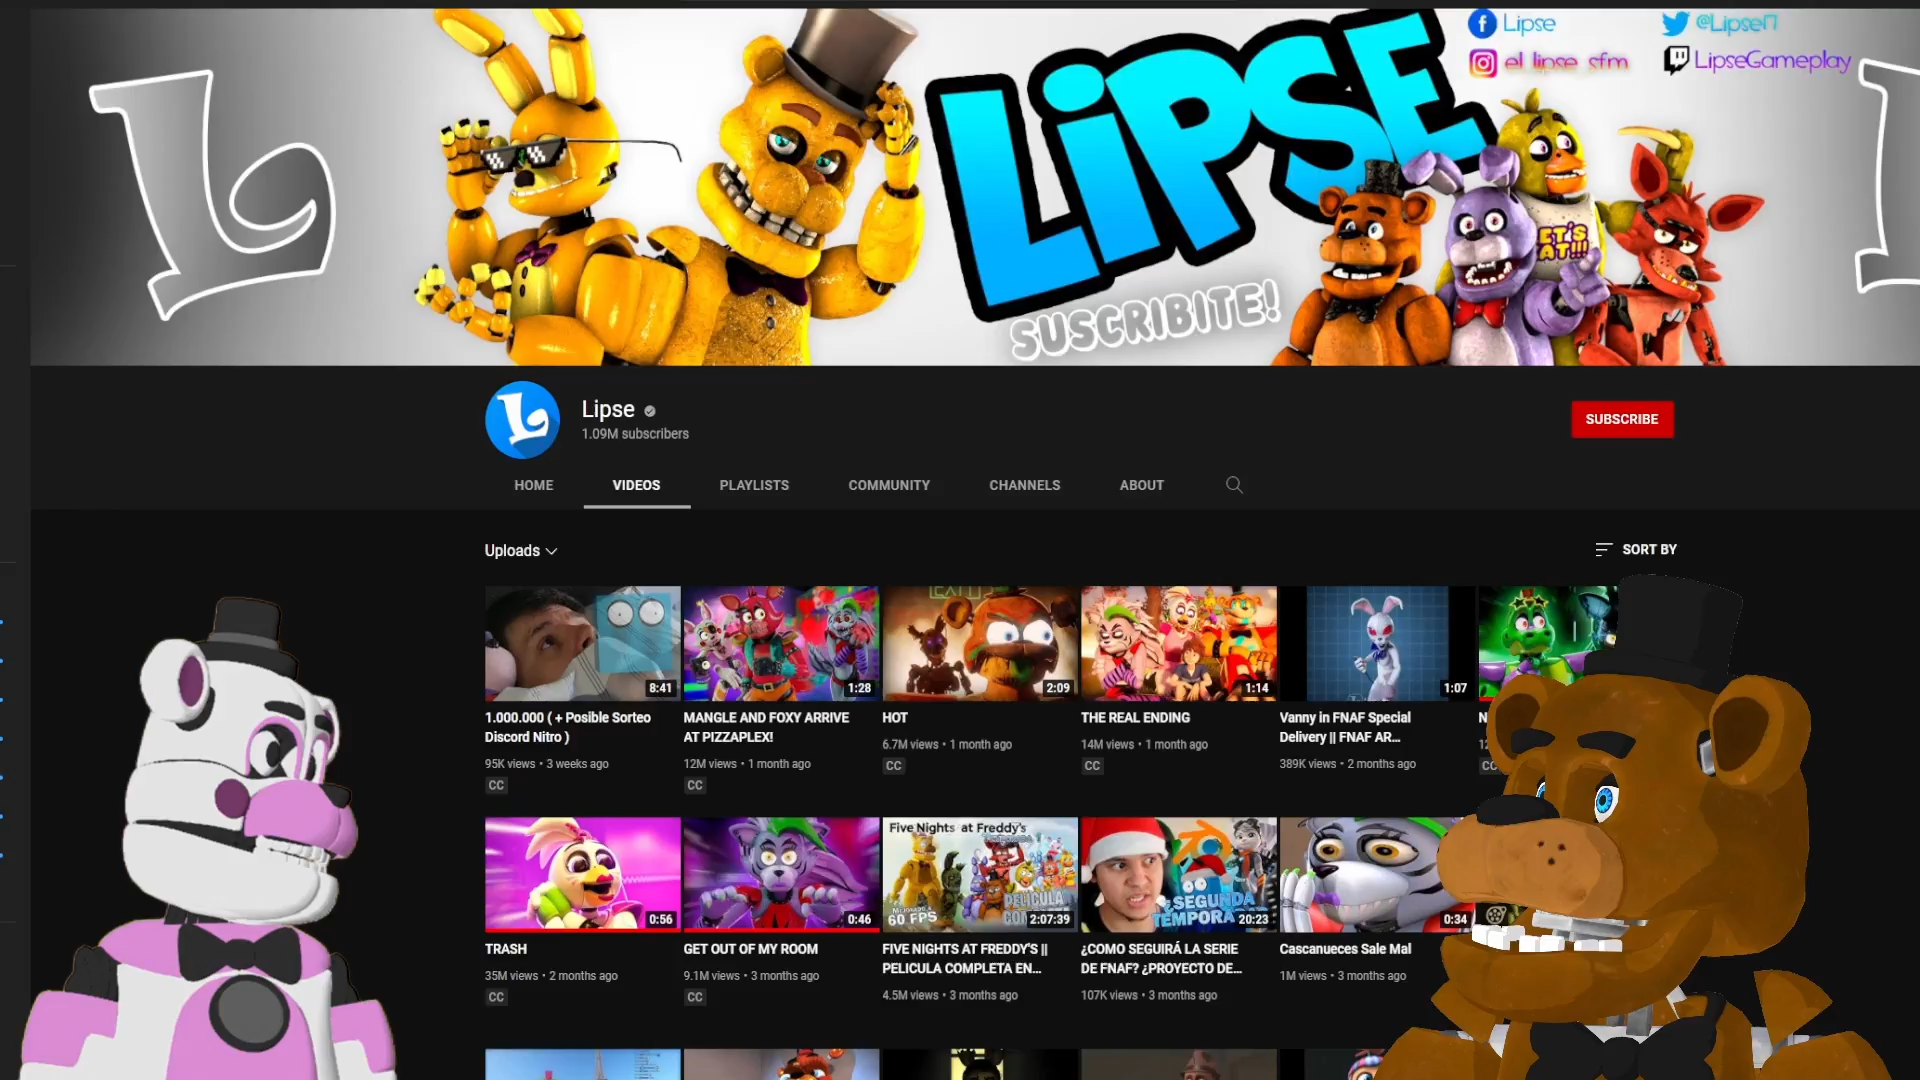 Lipse
@Lipse17
el_lipse_sfm
LipseGameplay
LiPSE
SUSCRIBITE!
LET'S
EAT!!!
Lipse
1.09M subscribers
SUBSCRIBE
HOME
VIDEOS
PLAYLISTS
COMMUNITY
CHANNELS
ABOUT
Uploads
SORT BY
8:41
1:28
2:09
1:14
1:07
1.000.000 ( + Posible Sorteo
Discord Nitro )
95K views • 3 weeks ago
CC
MANGLE AND FOXY ARRIVE
AT PIZZAPLEX!
12M views • 1 month ago
CC
HOT
6.7M views • 1 month ago
CC
THE REAL ENDING
14M views • 1 month ago
CC
Vanny in FNAF Special
Delivery || FNAF AR...
389K views • 2 months ago
N
12
CC
0:56
0:46
Five Nights at Freddy's
PELICULA
60 FPS
2:07:39
¿SEGUNDA
TEMPORA
20:23
0:34
TRASH
35M views • 2 months ago
CC
GET OUT OF MY ROOM
9.1M views • 3 months ago
CC
FIVE NIGHTS AT FREDDY'S ||
PELICULA COMPLETA EN...
4.5M views • 3 months ago
¿COMO SEGUIRÁ LA SERIE
DE FNAF? ¿PROYECTO DE...
107K views • 3 months ago
Cascanueces Sale Mal
1M views • 3 months ago